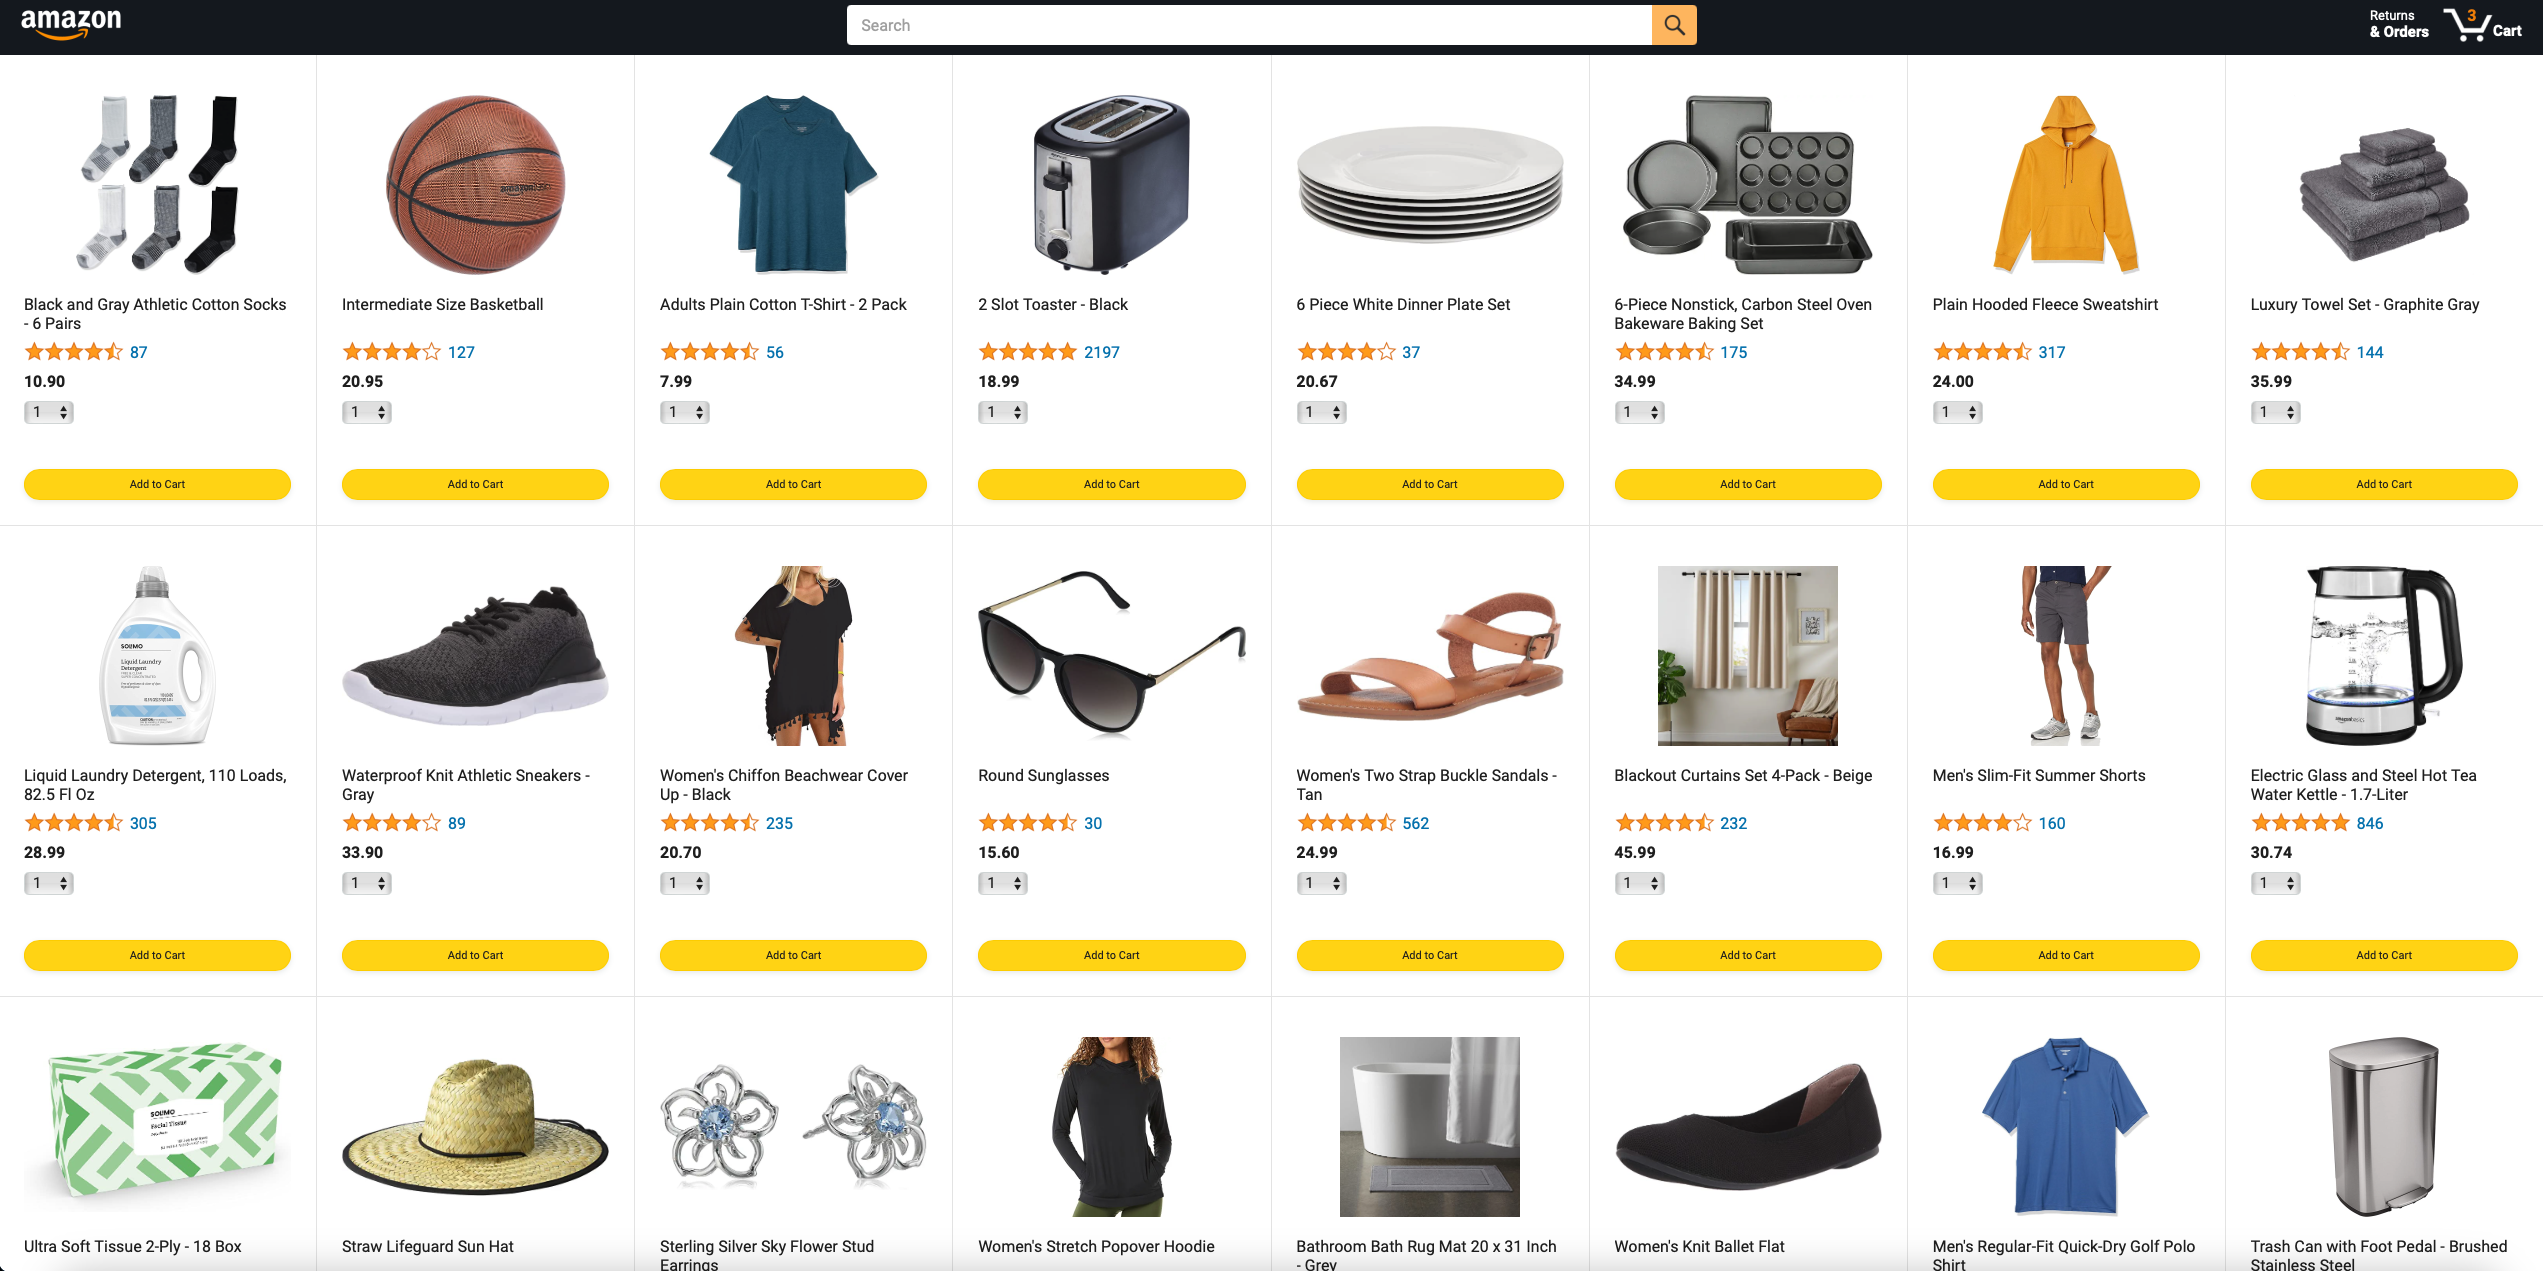 amazon
Search
Returns
& Orders
3
Cart
Black and Gray Athletic Cotton Socks
- 6 Pairs
87
10.90
1
Add to Cart
Intermediate Size Basketball
127
20.95
1
Add to Cart
Adults Plain Cotton T-Shirt - 2 Pack
56
7.99
1
Add to Cart
2 Slot Toaster - Black
2197
18.99
1
Add to Cart
6 Piece White Dinner Plate Set
37
20.67
1
Add to Cart
6-Piece Nonstick, Carbon Steel Oven
Bakeware Baking Set
175
34.99
1
Add to Cart
Plain Hooded Fleece Sweatshirt
317
24.00
1
Add to Cart
Luxury Towel Set - Graphite Gray
144
35.99
1
Add to Cart
SOLIMO
Liquid Laundry
Detergent
Liquid Laundry Detergent, 110 Loads,
82.5 Fl Oz
305
28.99
1
Add to Cart
Waterproof Knit Athletic Sneakers -
Gray
89
33.90
1
Add to Cart
Women's Chiffon Beachwear Cover
Up - Black
235
20.70
1
Add to Cart
Round Sunglasses
30
15.60
1
Add to Cart
Women's Two Strap Buckle Sandals -
Tan
562
24.99
1
Add to Cart
Blackout Curtains Set 4-Pack - Beige
232
45.99
1
Add to Cart
Men's Slim-Fit Summer Shorts
160
16.99
1
Add to Cart
amazonbasics
Electric Glass and Steel Hot Tea
Water Kettle - 1.7-Liter
846
30.74
1
Add to Cart
SOLIMO
Facial Tissue
Ultra Soft Tissue 2-Ply - 18 Box
Straw Lifeguard Sun Hat
Sterling Silver Sky Flower Stud
Earrings
Women's Stretch Popover Hoodie
Bathroom Bath Rug Mat 20 x 31 Inch
- Grey
Women's Knit Ballet Flat
Men's Regular-Fit Quick-Dry Golf Polo
Shirt
Trash Can with Foot Pedal - Brushed
Stainless Steel